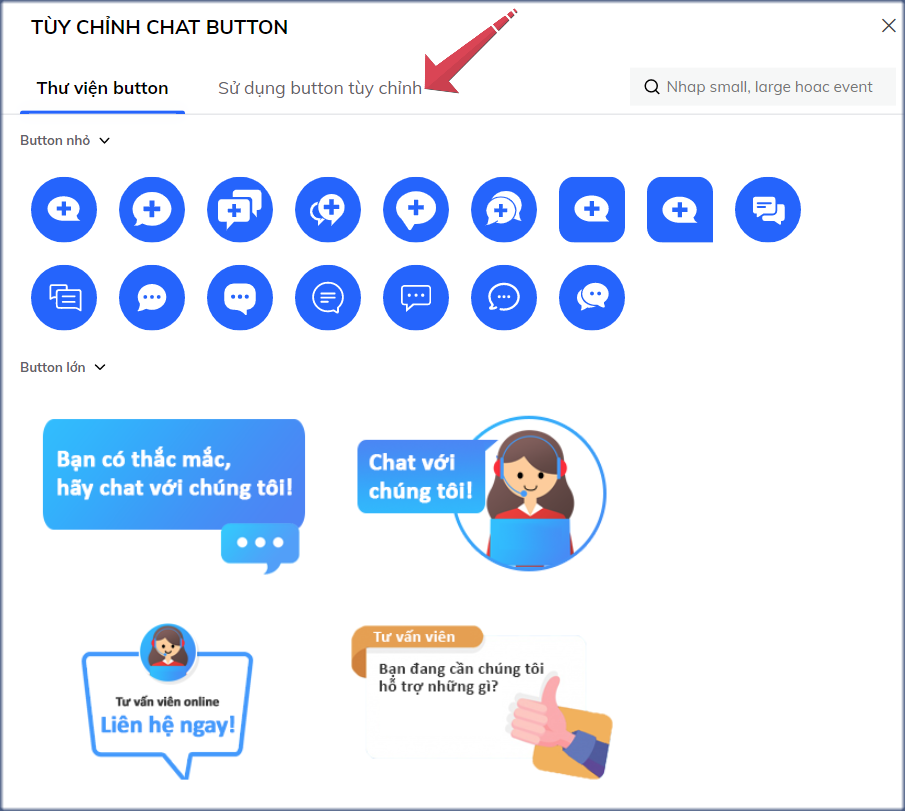 TÙY CHỈNH CHAT BUTTON
Thư viện button
Sử dụng button tùy chỉnh
Nhap small, large hoac event
Button nhỏ
Button lớn
Bạn có thắc mắc,
hãy chat với chúng tôi!
Chat với
chúng tôi!
Tư vấn viên online
Liên hệ ngay!
Tư vấn viên
Bạn đang cần chúng tôi
hỗ trợ những gì?